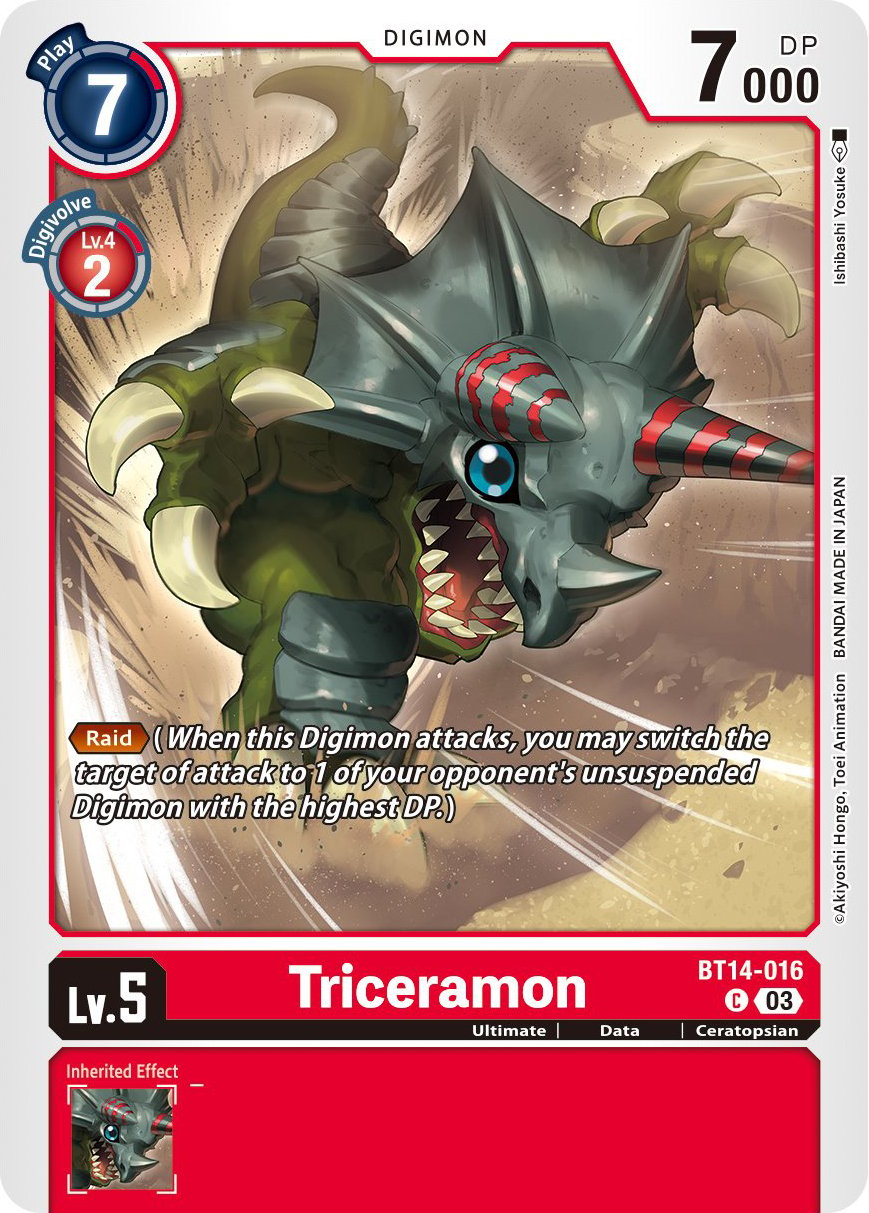 DIGIMON
Play
7
7000
DP
Digivolve
Lv.4
2
Ishibashi Yosuke
©Akiyoshi Hongo, Toei Animation BANDAI MADE IN JAPAN
Raid (When this Digimon attacks, you may switch the
target of attack to 1 of your opponent's unsuspended
Digimon with the highest DP.)
Lv.5
Triceramon
BT14-016
C 03
Ultimate | Data | Ceratopsian
Inherited Effect –